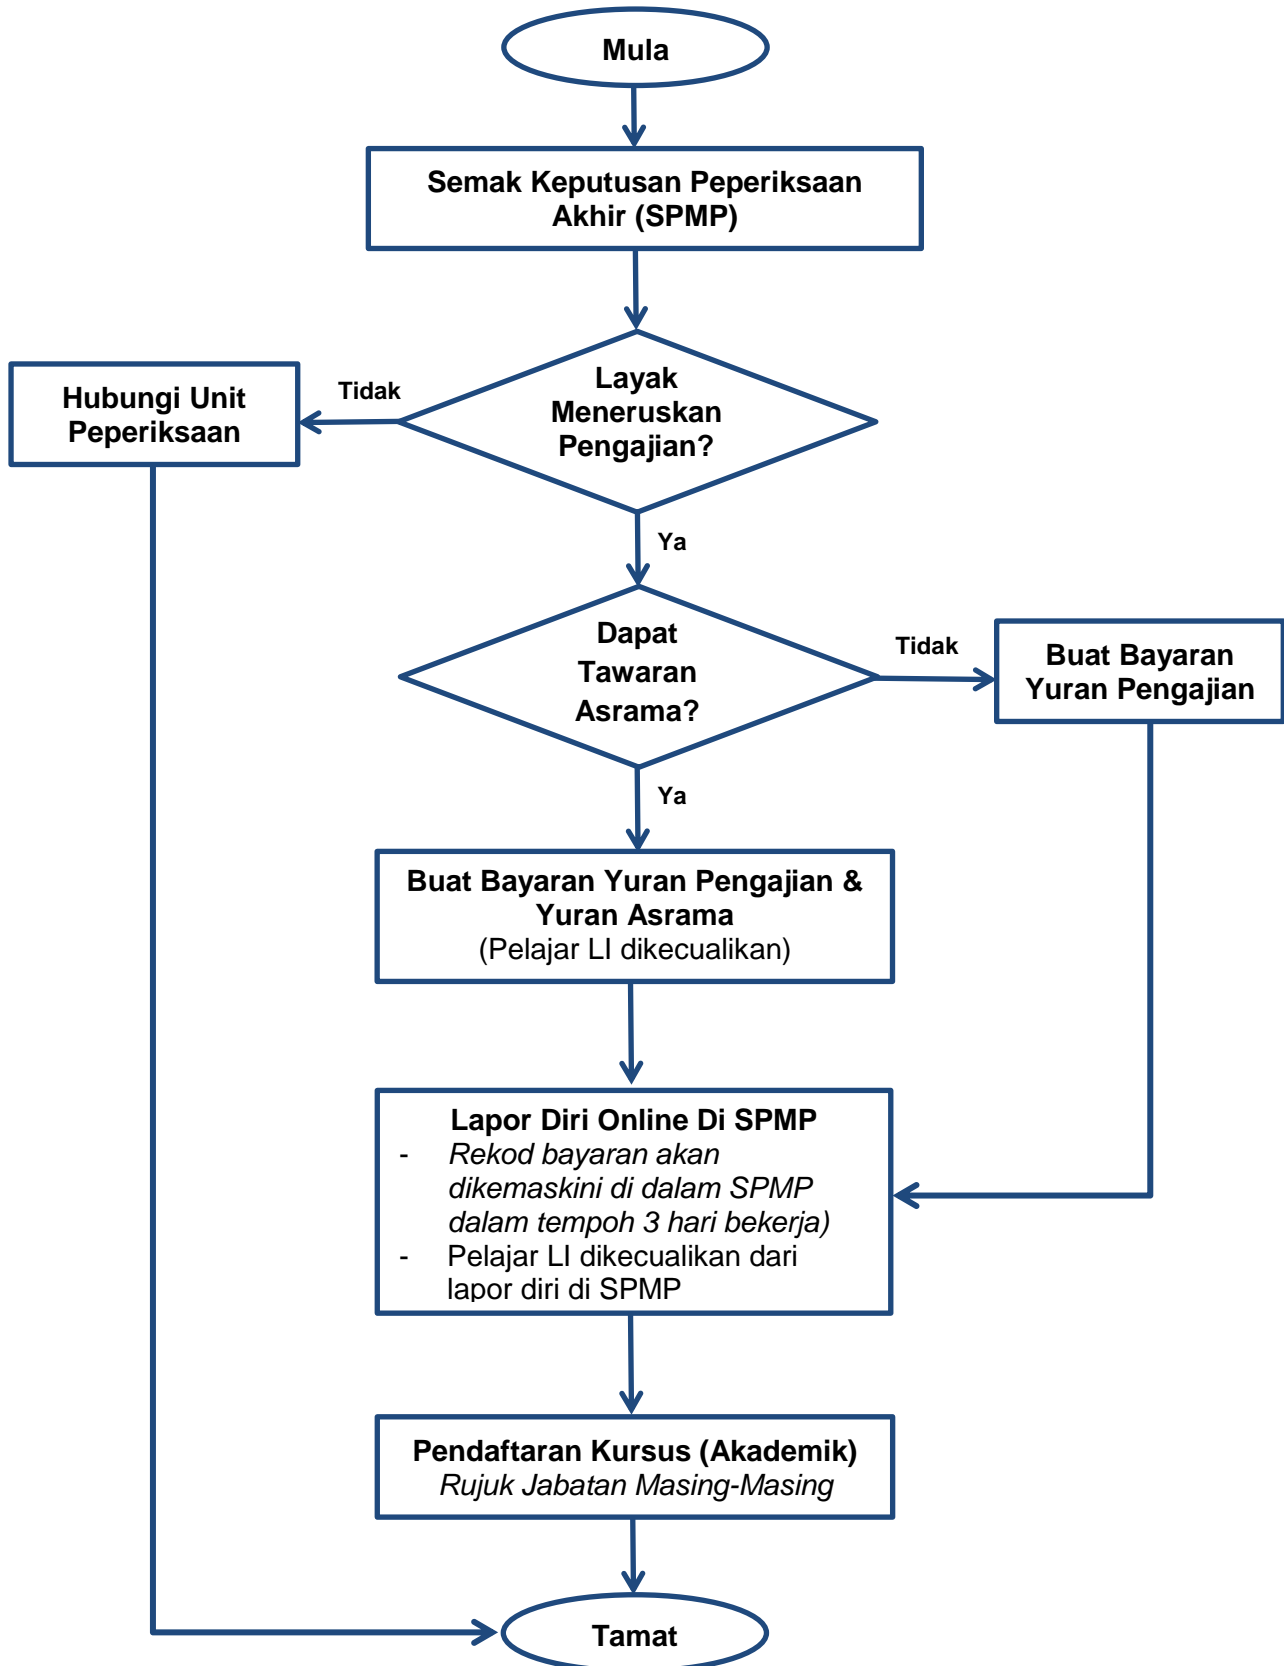 Mula
Semak Keputusan Peperiksaan
Akhir (SPMP)
Layak
Meneruskan
Pengajian?
Tidak
Hubungi Unit
Peperiksaan
Ya
Dapat
Tawaran
Asrama?
Tidak
Buat Bayaran
Yuran Pengajian
Ya
Buat Bayaran Yuran Pengajian &
Yuran Asrama
(Pelajar LI dikecualikan)
Lapor Diri Online Di SPMP
- Rekod bayaran akan
dikemaskini di dalam SPMP
dalam tempoh 3 hari bekerja)
- Pelajar LI dikecualikan dari
lapor diri di SPMP
Pendaftaran Kursus (Akademik)
Rujuk Jabatan Masing-Masing
Tamat